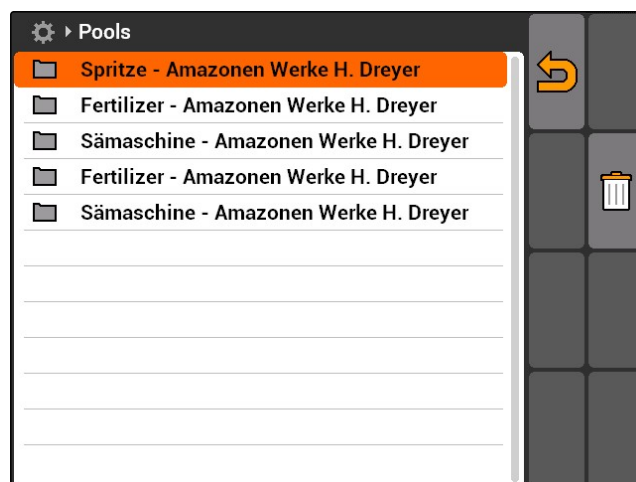 Pools
Spritze - Amazonen Werke H. Dreyer
Fertilizer - Amazonen Werke H. Dreyer
Sämaschine - Amazonen Werke H. Dreyer
Fertilizer - Amazonen Werke H. Dreyer
Sämaschine - Amazonen Werke H. Dreyer